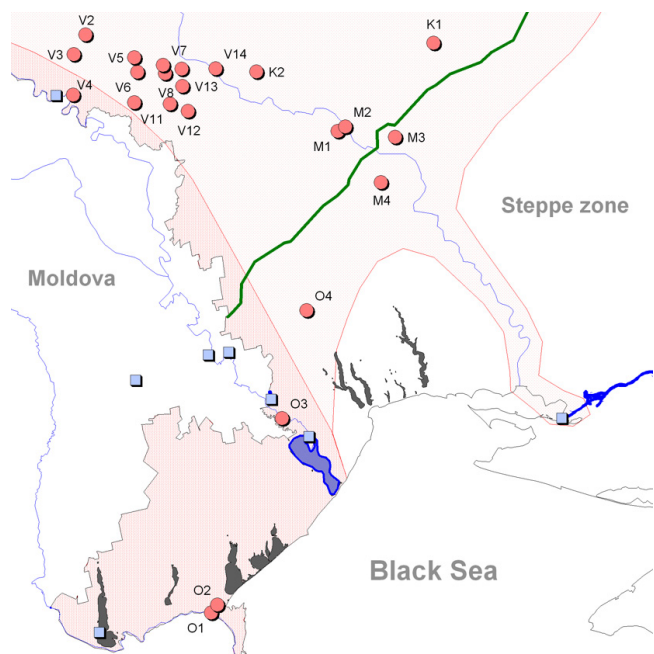 V2
K1
V3
V5
V7
V14
K2
V4
V6
V13
V8
V11
V12
M2
M1
M3
M4
Steppe zone
Moldova
O4
O3
Black Sea
O2
O1